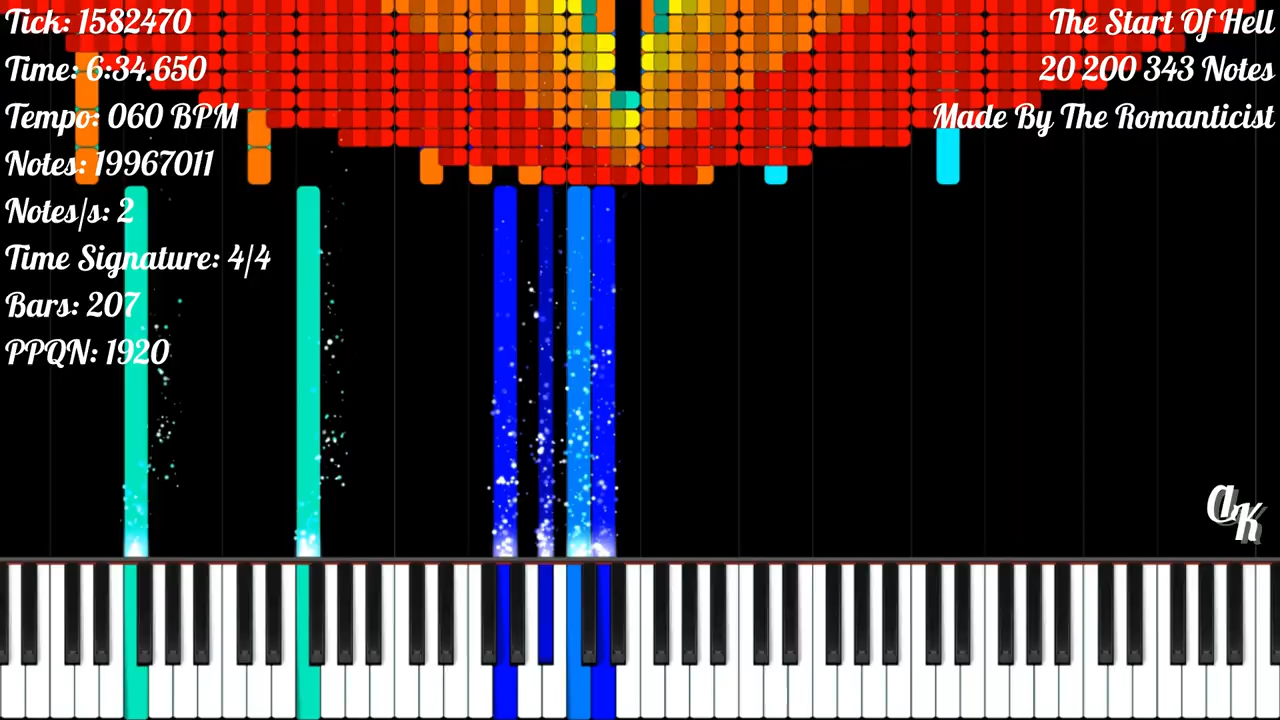 Tick: 1582470
Time: 6:34.650
Tempo: 060 BPM
Notes: 19967011
Notes/s: 2
Time Signature: 4/4
Bars: 207
PPQN: 1920
The Start Of Hell
20 200 343 Notes
Made By The Romanticist
AK